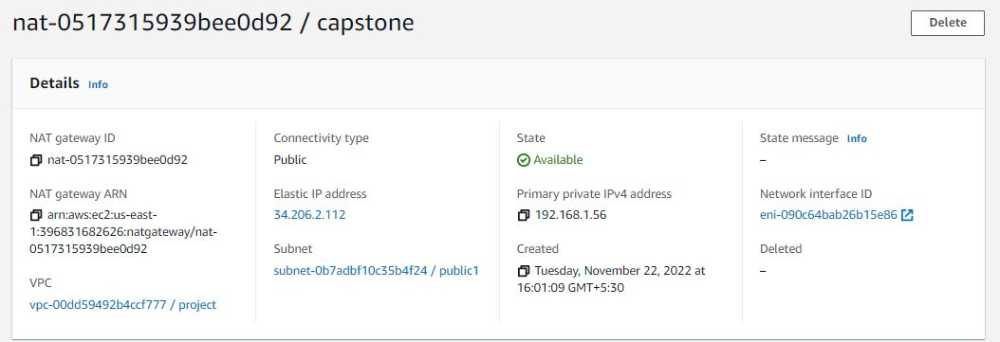 nat-0517315939bee0d92 / capstone
Delete
Details Info
NAT gateway ID
nat-0517315939bee0d92
NAT gateway ARN
arn:aws:ec2:us-east-
1:396831682626:natgateway/nat-
0517315939bee0d92
VPC
vpc-00dd59492b4ccf777 / project
Connectivity type
Public
Elastic IP address
34.206.2.112
Subnet
subnet-0b7adbf10c35b4f24 / public1
State
Available
Primary private IPv4 address
192.168.1.56
Created
Tuesday, November 22, 2022 at
16:01:09 GMT+5:30
State message Info
–
Network interface ID
eni-090c64bab26b15e86
Deleted
–